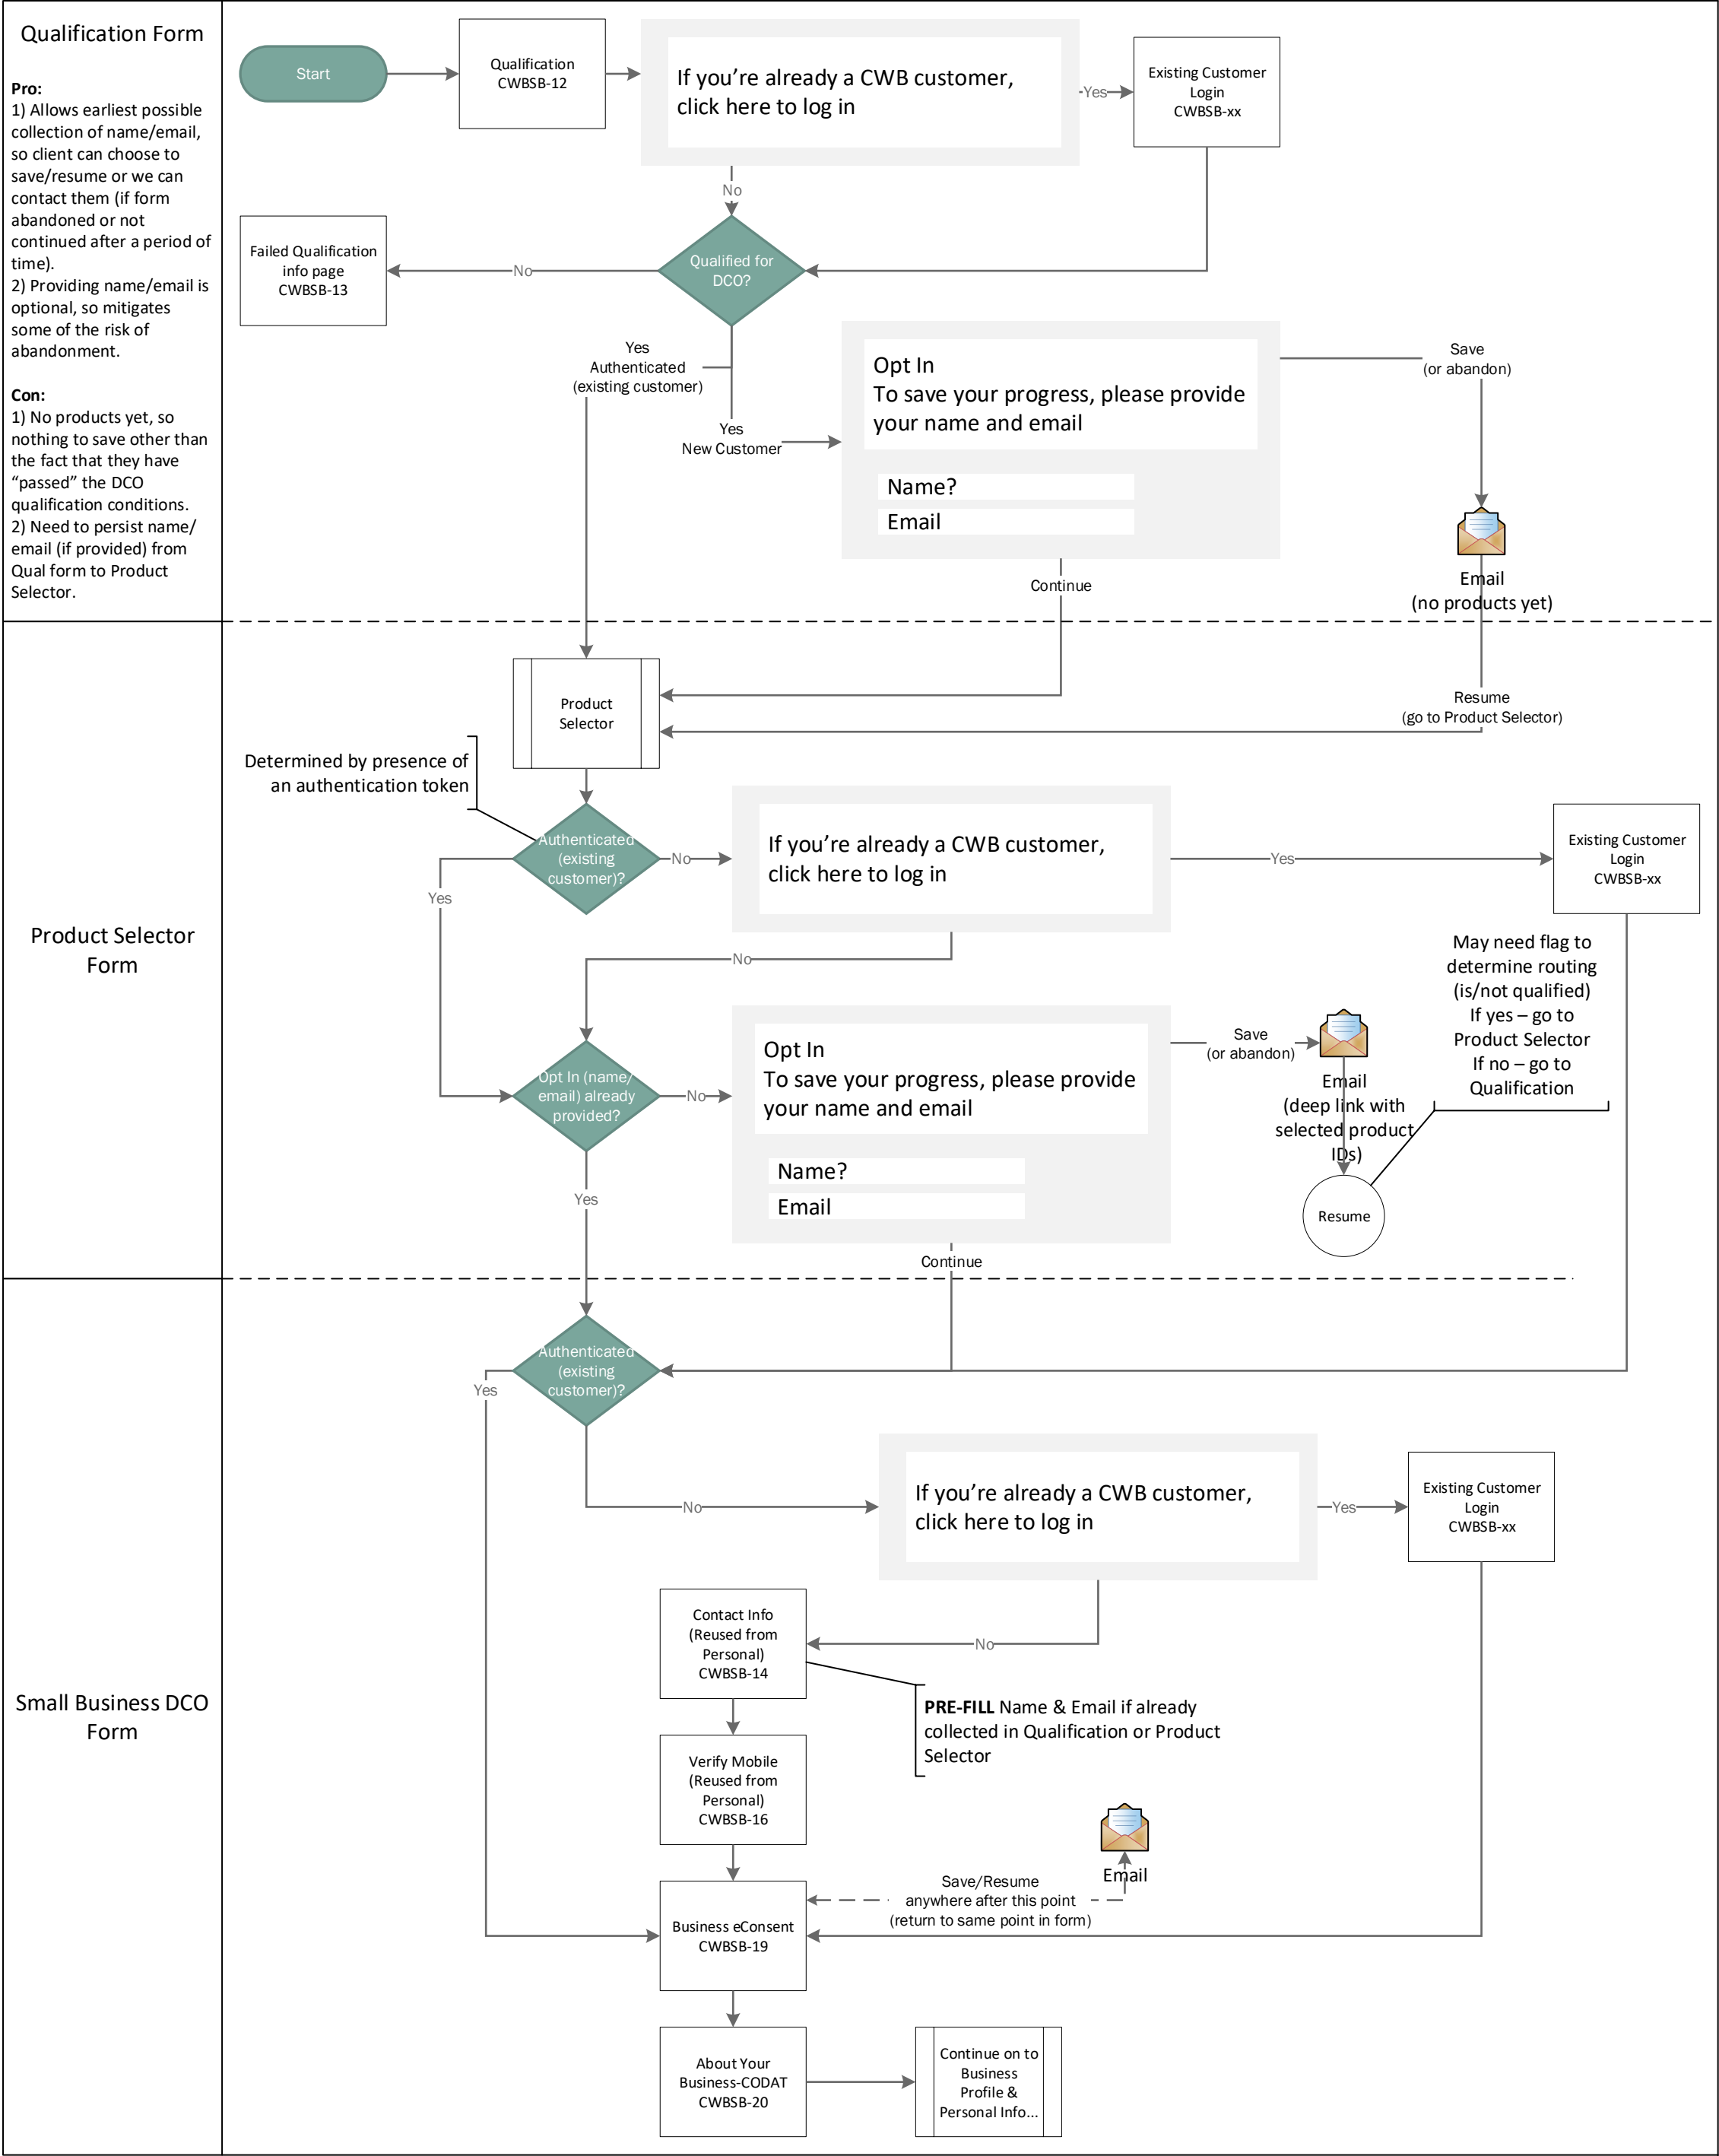 Qualification Form
Pro:
1) Allows earliest possible
collection of name/email,
so client can choose to
save/resume or we can
contact them (if form
abandoned or not
continued after a period of
time).
2) Providing name/email is
optional, so mitigates
some of the risk of
abandonment.
Con:
1) No products yet, so
nothing to save other than
the fact that they have
“passed” the DCO
qualification conditions.
2) Need to persist name/
email (if provided) from
Qual form to Product
Selector.
Start
Qualification
CWBSB-12
If you’re already a CWB customer,
click here to log in
Yes
Existing Customer
Login
CWBSB-xx
No
Failed Qualification
info page
CWBSB-13
No
Qualified for
DCO?
Yes
Authenticated
(existing customer)
Yes
New Customer
Opt In
To save your progress, please provide
your name and email
Name?
Email
Save
(or abandon)
Email
(no products yet)
Continue
Product Selector
Form
Product
Selector
Resume
(go to Product Selector)
Determined by presence of
an authentication token
Authenticated
(existing
customer)?
No
Yes
If you’re already a CWB customer,
click here to log in
Yes
Existing Customer
Login
CWBSB-xx
No
May need flag to
determine routing
(is/not qualified)
If yes – go to
Product Selector
If no – go to
Qualification
Opt In (name/
email) already
provided?
No
Opt In
To save your progress, please provide
your name and email
Name?
Email
Save
(or abandon)
Email
(deep link with
selected product
IDs)
Resume
Yes
Continue
Small Business DCO
Form
Authenticated
(existing
customer)?
Yes
No
If you’re already a CWB customer,
click here to log in
Yes
Existing Customer
Login
CWBSB-xx
No
Contact Info
(Reused from
Personal)
CWBSB-14
PRE-FILL Name & Email if already
collected in Qualification or Product
Selector
Verify Mobile
(Reused from
Personal)
CWBSB-16
Email
Save/Resume
anywhere after this point
(return to same point in form)
Business eConsent
CWBSB-19
About Your
Business-CODAT
CWBSB-20
Continue on to
Business
Profile &
Personal Info...